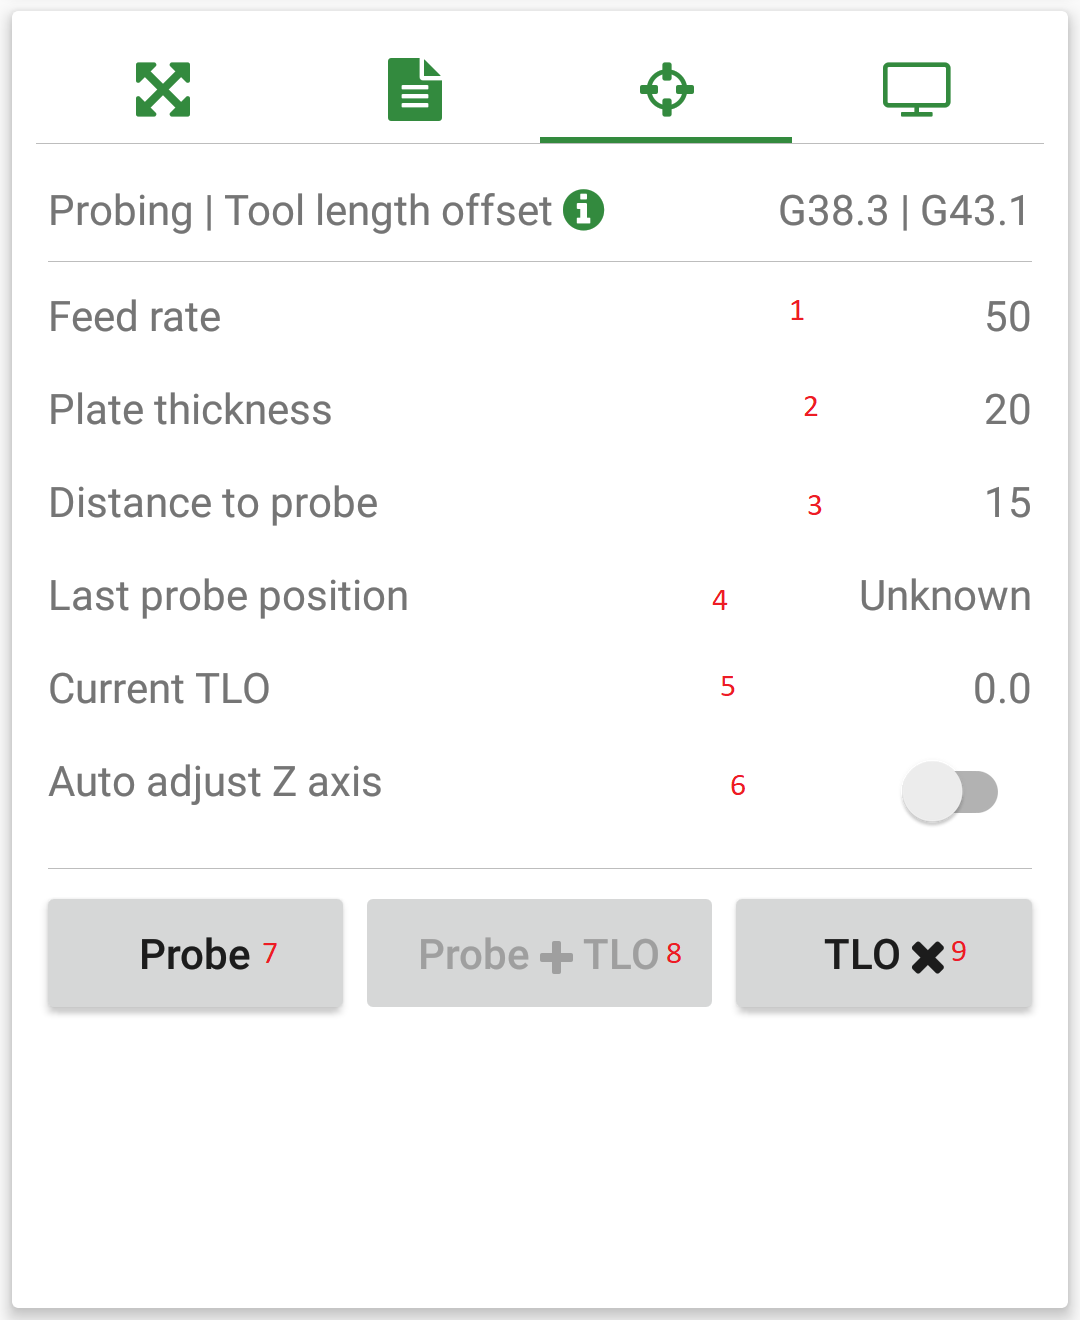 Probing | Tool length offset G38.3 | G43.1
Feed rate 1 50
Plate thickness 2 20
Distance to probe 3 15
Last probe position 4 Unknown
Current TLO 5 0.0
Auto adjust Z axis 6
Probe 7 Probe + TLO 8 TLO ✖ 9